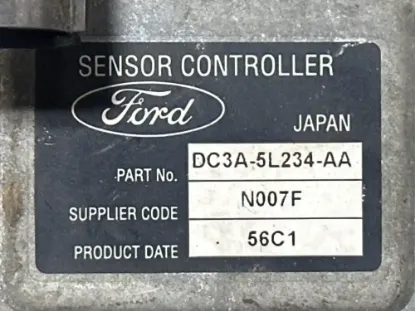 SENSOR CONTROLLER
Ford
JAPAN
PART No. DC3A-5L234-AA
SUPPLIER CODE N007F
PRODUCT DATE 56C1